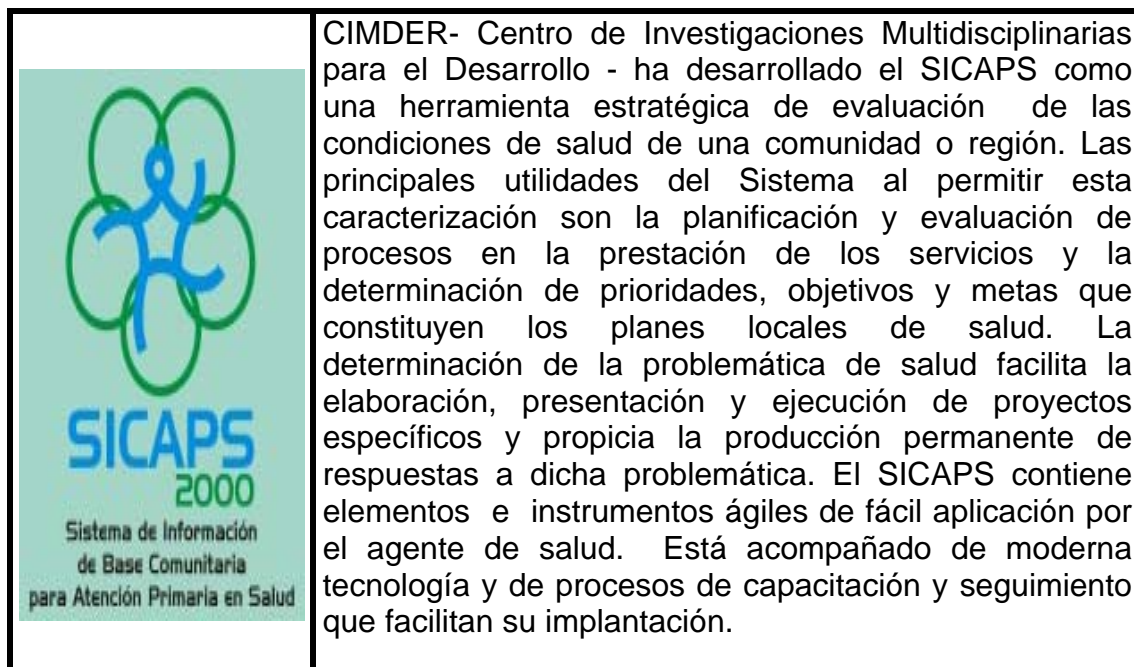 SICAPS
2000
Sistema de Información
de Base Comunitaria
para Atención Primaria en Salud
CIMDER- Centro de Investigaciones Multidisciplinarias
para el Desarrollo - ha desarrollado el SICAPS como
una herramienta estratégica de evaluación de las
condiciones de salud de una comunidad o región. Las
principales utilidades del Sistema al permitir esta
caracterización son la planificación y evaluación de
procesos en la prestación de los servicios y la
determinación de prioridades, objetivos y metas que
constituyen los planes locales de salud. La
determinación de la problemática de salud facilita la
elaboración, presentación y ejecución de proyectos
específicos y propicia la producción permanente de
respuestas a dicha problemática. El SICAPS contiene
elementos e instrumentos ágiles de fácil aplicación por
el agente de salud. Está acompañado de moderna
tecnología y de procesos de capacitación y seguimiento
que facilitan su implantación.